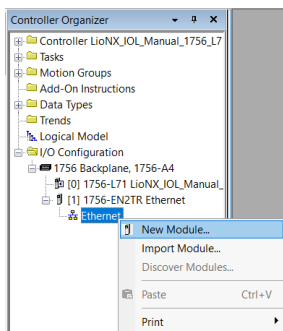 Controller Organizer
Controller LioNX_IOL_Manual_1756_L7
Tasks
Motion Groups
Add-On Instructions
Data Types
Trends
Logical Model
I/O Configuration
1756 Backplane, 1756-A4
[0] 1756-L71 LioNX_IOL_Manual_
[1] 1756-EN2TR Ethernet
Ethernet
New Module...
Import Module...
Discover Modules...
Paste Ctrl+V
Print